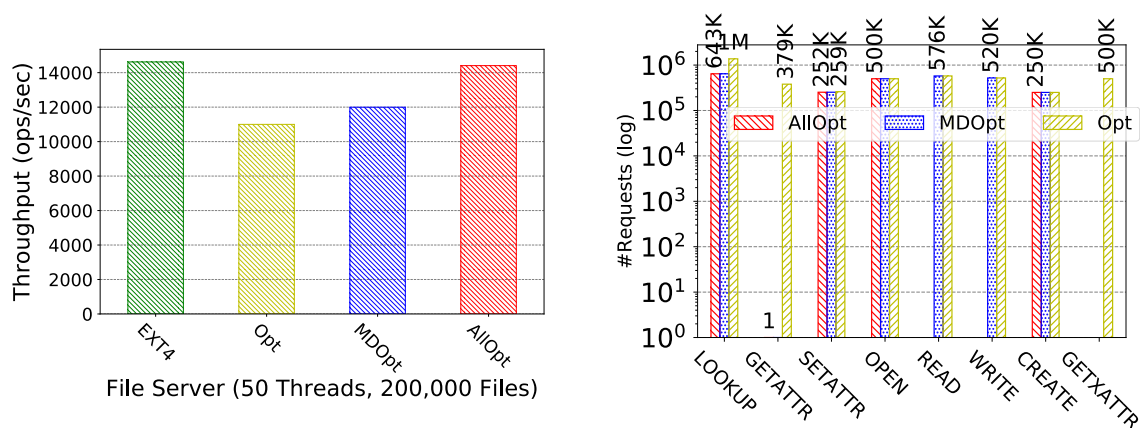 Throughput (ops/sec)
14000
12000
10000
8000
6000
4000
2000
0
EXT4
Opt
MDOpt
AllOpt
File Server (50 Threads, 200,000 Files)
#Requests (log)
10^6
10^5
10^4
10^3
10^2
10^1
10^0
643K
1M
1
379K
252K
259K
500K
576K
520K
250K
500K
AllOpt MDOpt Opt
LOOKUP
GETATTR
SETATTR
OPEN
READ
WRITE
CREATE
GETXATTR